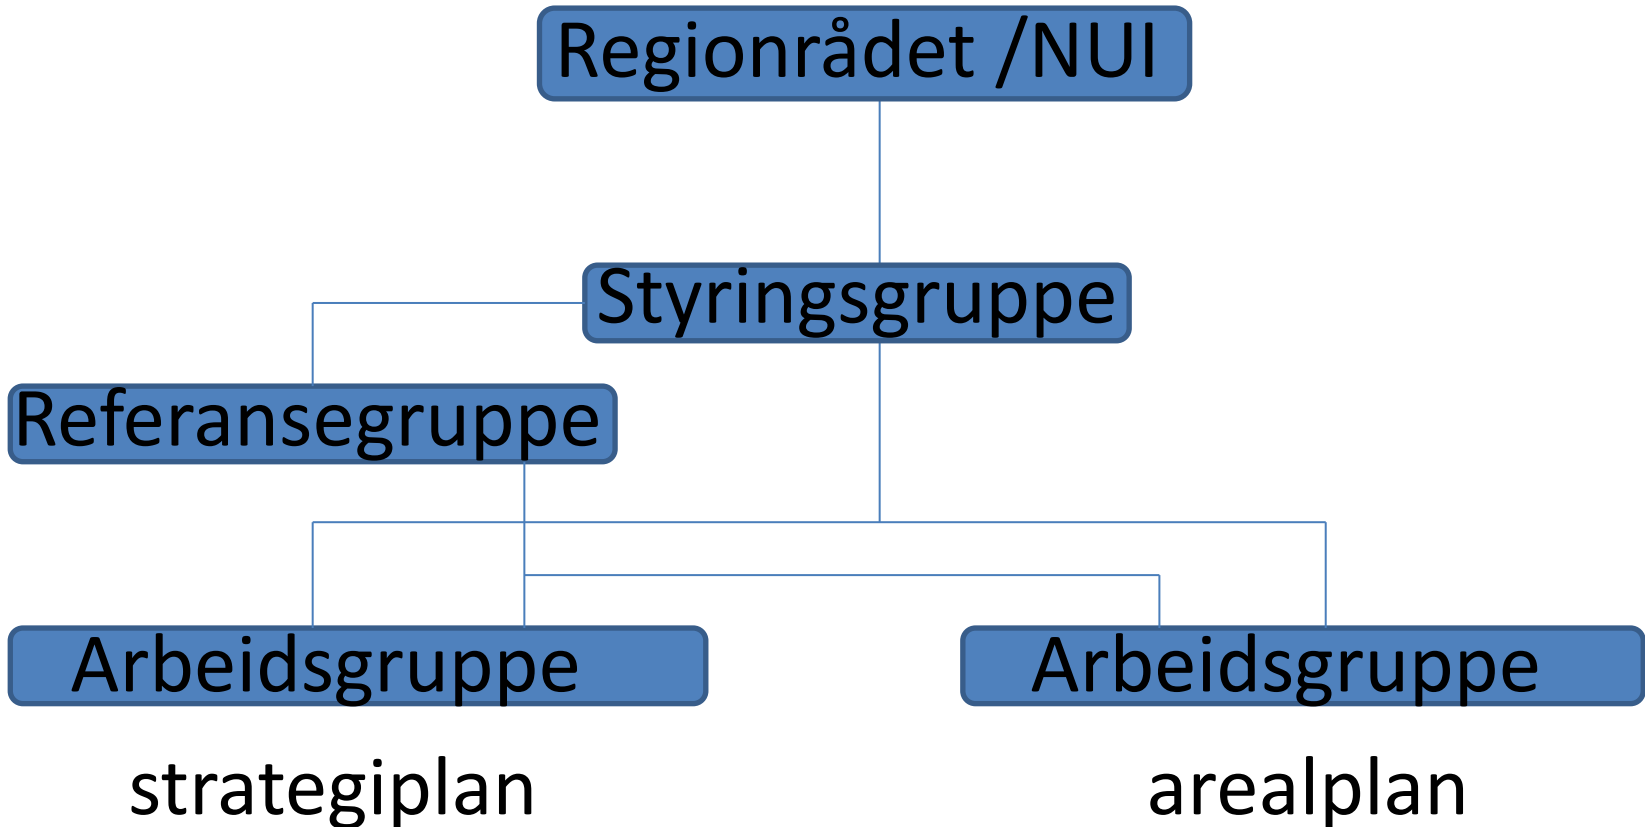 Regionrådet /NUI
Styringsgruppe
Referansegruppe
Arbeidsgruppe
strategiplan
Arbeidsgruppe
arealplan